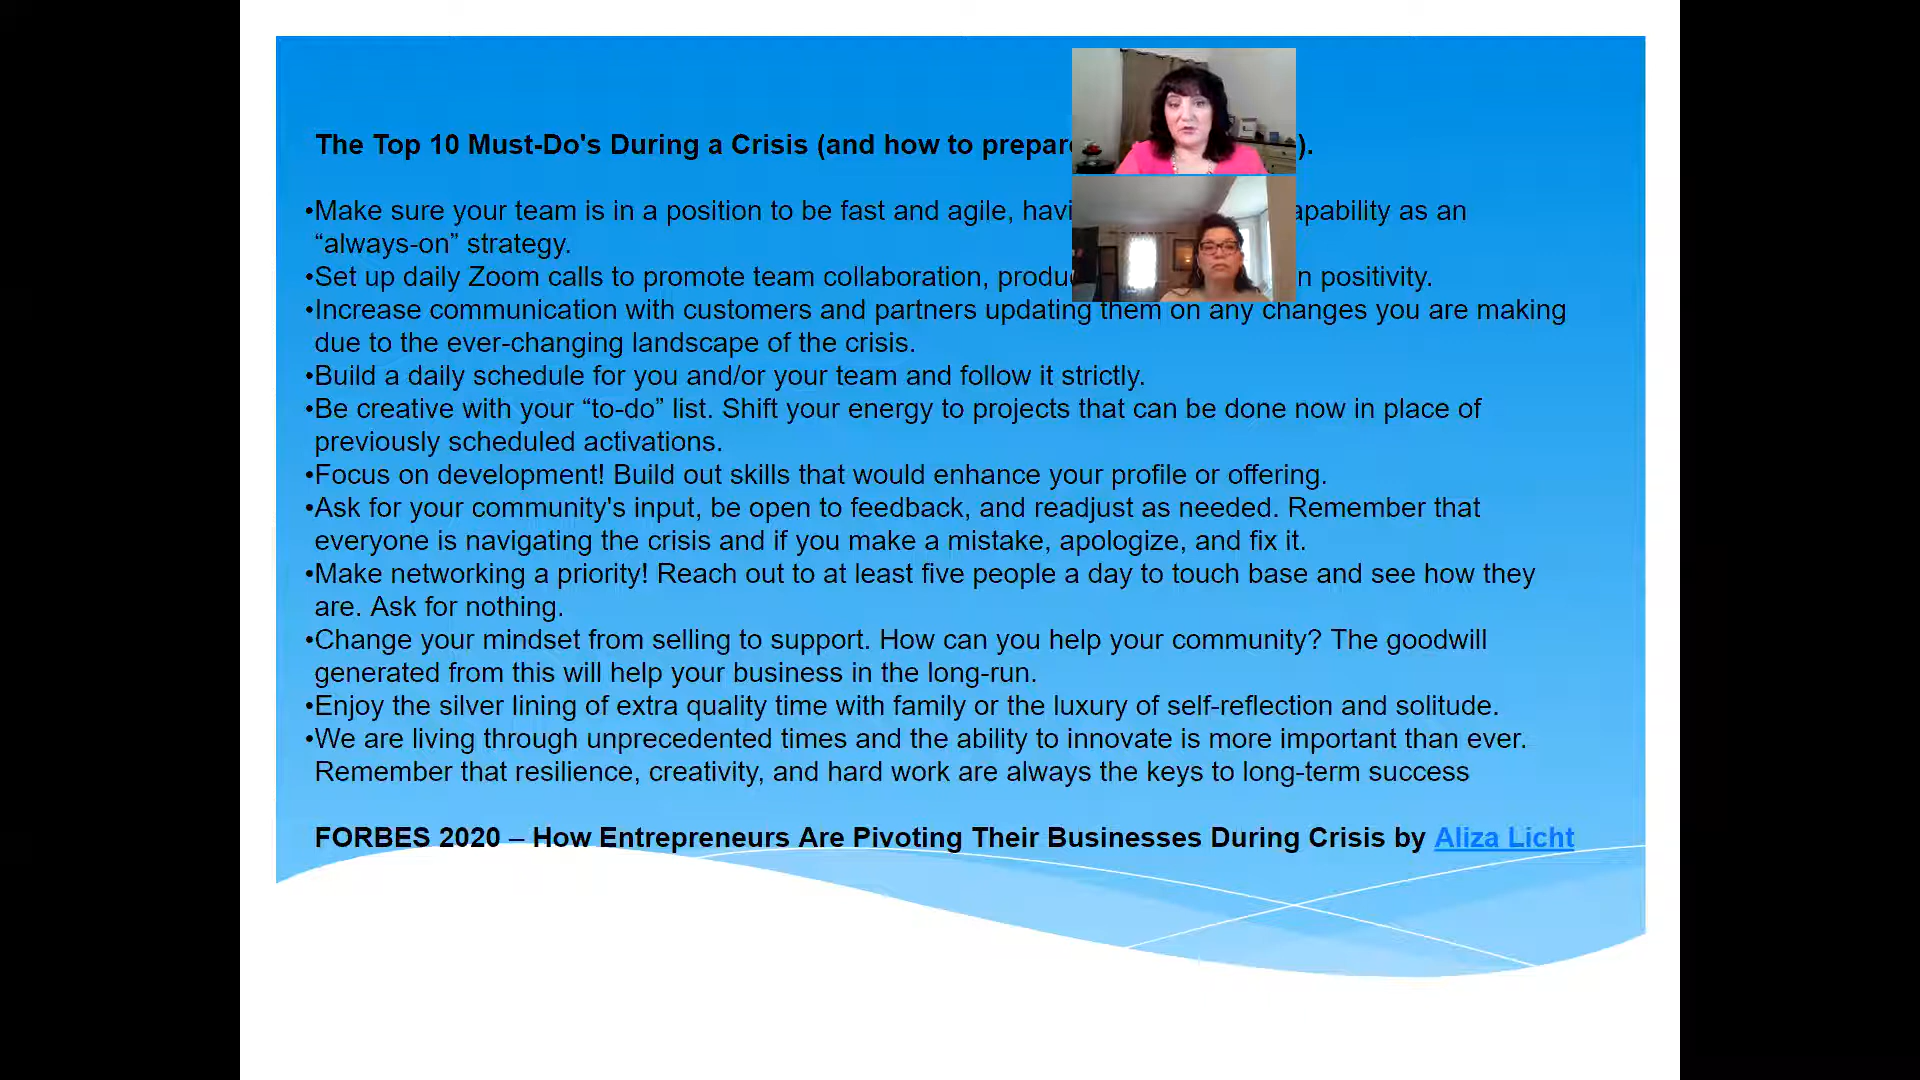 The Top 10 Must-Do's During a Crisis (and how to prepare ).
•Make sure your team is in a position to be fast and agile, as an
“always-on” strategy.
•Set up daily Zoom calls to promote team collaboration, positivity.
•Increase communication with customers and partners updating them on any changes you are making
due to the ever-changing landscape of the crisis.
•Build a daily schedule for you and/or your team and follow it strictly.
•Be creative with your “to-do” list. Shift your energy to projects that can be done now in place of
previously scheduled activations.
•Focus on development! Build out skills that would enhance your profile or offering.
•Ask for your community's input, be open to feedback, and readjust as needed. Remember that
everyone is navigating the crisis and if you make a mistake, apologize, and fix it.
•Make networking a priority! Reach out to at least five people a day to touch base and see how they
are. Ask for nothing.
•Change your mindset from selling to support. How can you help your community? The goodwill
generated from this will help your business in the long-run.
•Enjoy the silver lining of extra quality time with family or the luxury of self-reflection and solitude.
•We are living through unprecedented times and the ability to innovate is more important than ever.
Remember that resilience, creativity, and hard work are always the keys to long-term success
FORBES 2020 – How Entrepreneurs Are Pivoting Their Businesses During Crisis by Aliza Licht